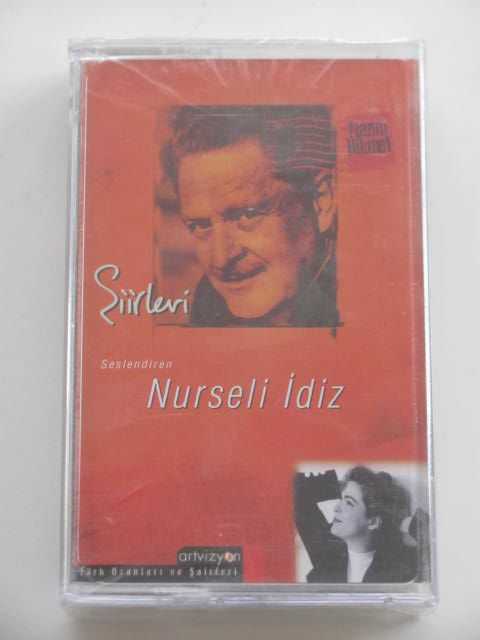 Nazım
Hikmet
Şiirleri
Seslendiren
Nurseli İdiz
artvizyon
Türk Ozanları ve Şairleri